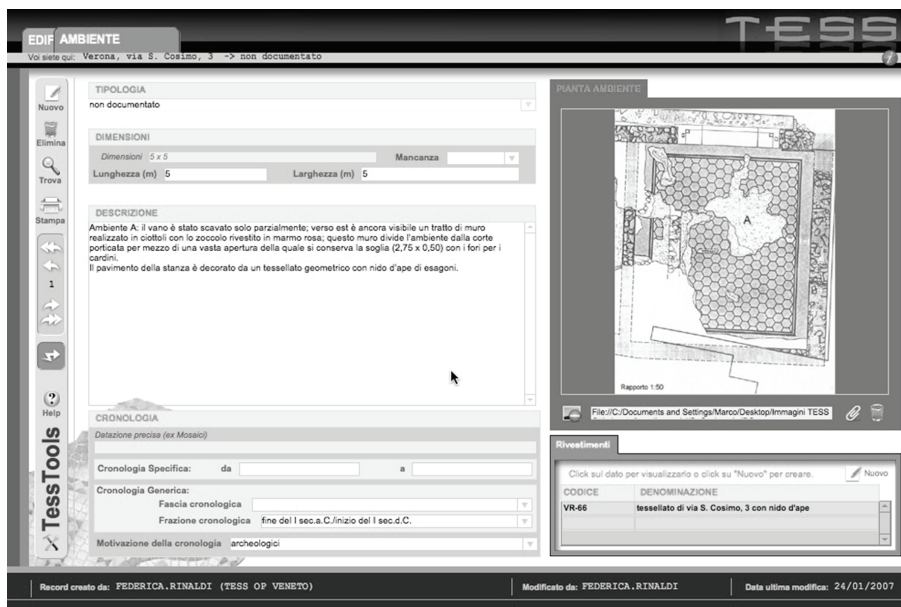 TESS
EDIF AMBIENTE
Voi siete qui: Verona, via S. Cosimo, 3 -> non documentato
?
Nuovo
Elimina
Trova
Stampa
1
Help
TessTools
TIPOLOGIA
non documentato
DIMENSIONI
Dimensioni 5 x 5 Mancanza
Lunghezza (m) 5 Larghezza (m) 5
DESCRIZIONE
Ambiente A: il vano è stato scavato solo parzialmente; verso est è ancora visibile un tratto di muro
realizzato in ciottoli con lo zoccolo rivestito in marmo rosa; questo muro divide l'ambiente dalla corte
porticata per mezzo di una vasta apertura della quale si conserva la soglia (2,75 x 0,50) con i fori per i
cardini.
Il pavimento della stanza è decorato da un tessellato geometrico con nido d'ape di esagoni.
CRONOLOGIA
Datazione precisa (ex Mosaici)
Cronologia Specifica: da a
Cronologia Generica:
Fascia cronologica
Frazione cronologica fine del I sec.a.C./inizio del I sec.d.C.
Motivazione della cronologia archeologici
PIANTA AMBIENTE
A
Rapporto 1:50
File://C:/Documents and Settings/Marco/Desktop/Immagini TESS
Rivestimenti
Click sul dato per visualizzarlo o click su "Nuovo" per creare. Nuovo
CODICE DENOMINAZIONE
VR-66 tessellato di via S. Cosimo, 3 con nido d'ape
Record creato da: FEDERICA.RINALDI (TESS OP VENETO) Modificato da: FEDERICA.RINALDI Data ultima modifica: 24/01/2007